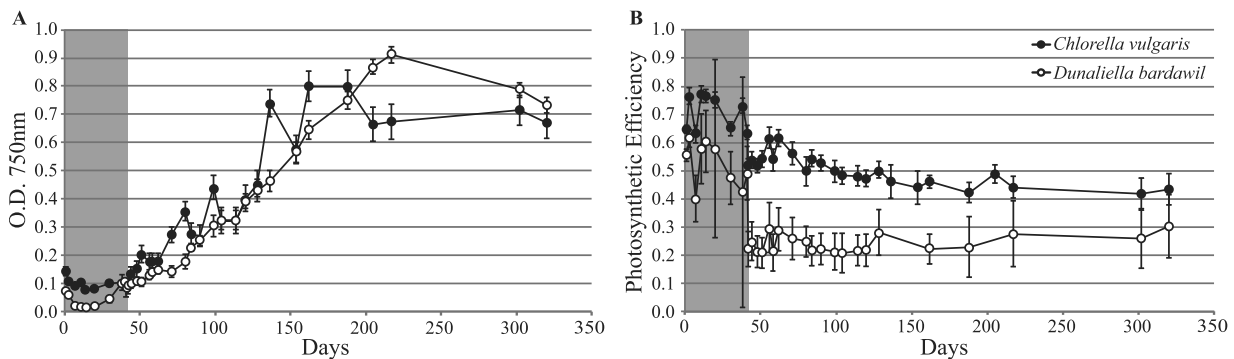 A
1.0
0.9
0.8
0.7
0.6
0.5
0.4
0.3
0.2
0.1
0.0
O.D. 750nm
0 50 100 150 200 250 300 350
Days
B
1.0
0.9
0.8
0.7
0.6
0.5
0.4
0.3
0.2
0.1
0.0
Photosynthetic Efficiency
Chlorella vulgaris
Dunaliella bardawil
0 50 100 150 200 250 300 350
Days